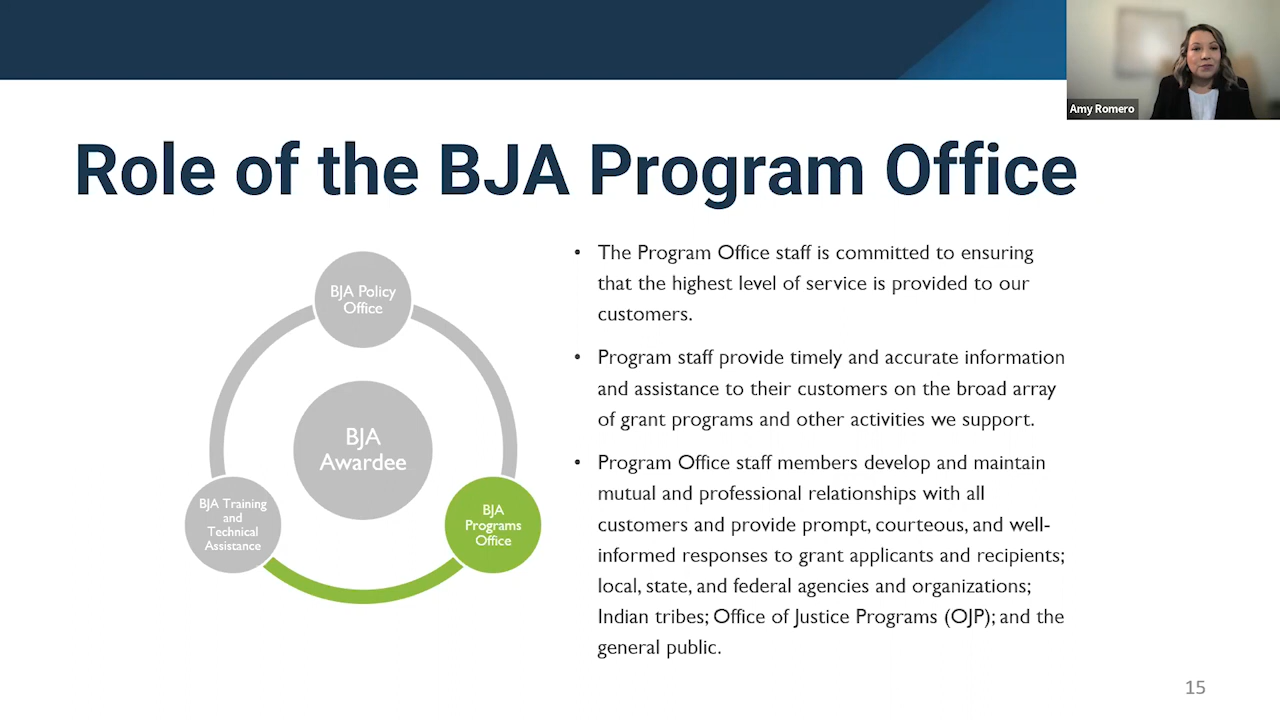 Amy Romero
Role of the BJA Program Office
BJA Policy
Office
BJA
Awardee
BJA Training
and
Technical
Assistance
BJA
Programs
Office
• The Program Office staff is committed to ensuring
that the highest level of service is provided to our
customers.
• Program staff provide timely and accurate information
and assistance to their customers on the broad array
of grant programs and other activities we support.
• Program Office staff members develop and maintain
mutual and professional relationships with all
customers and provide prompt, courteous, and well-
informed responses to grant applicants and recipients;
local, state, and federal agencies and organizations;
Indian tribes; Office of Justice Programs (OJP); and the
general public.
15